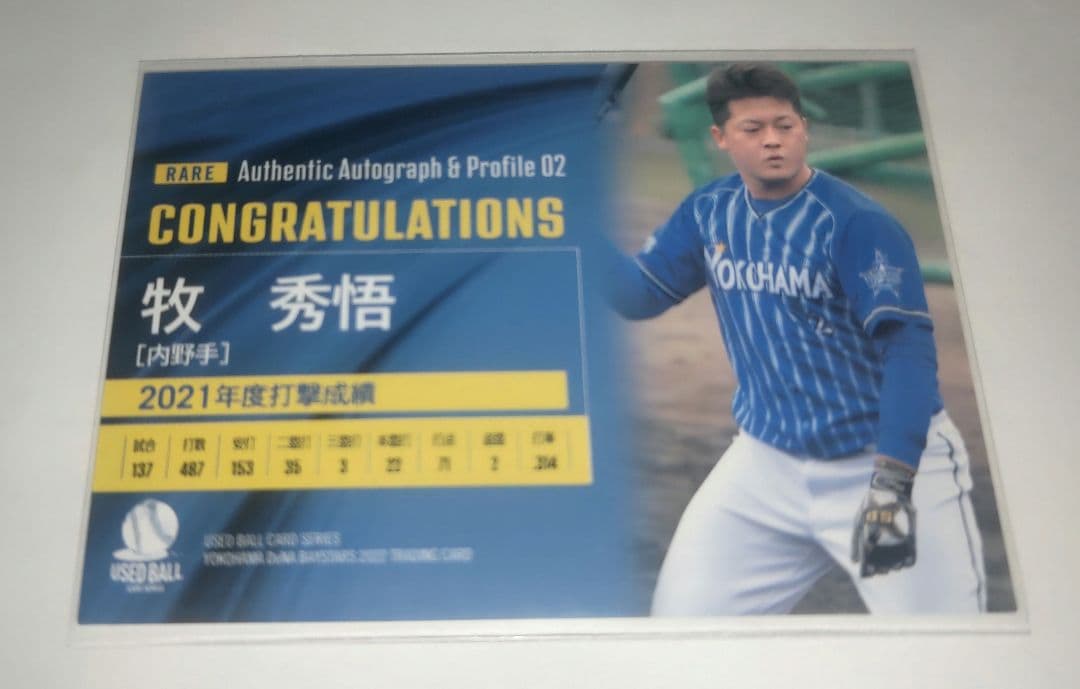 RARE Authentic Autograph & Profile 02
CONGRATULATIONS
牧 秀悟
[内野手]
2021年度打撃成績
試合 打数 安打 二塁打 三塁打 本塁打 打点 盗塁 打率
137 487 153 35 3 22 71 2 .314
USED BALL CARD SERIES
YOKOHAMA DeNA BAYSTARS 2022 TRADING CARD
USED BALL
YOKOHAMA